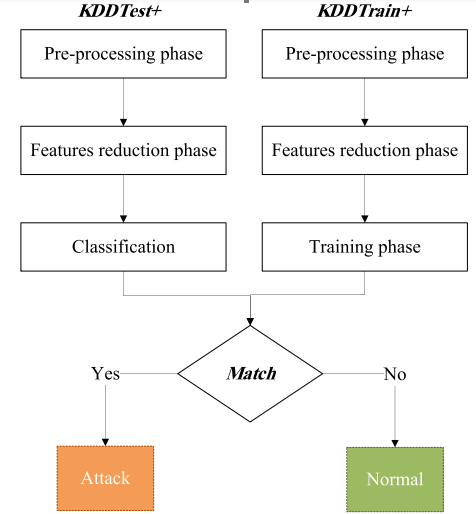 KDDTest+
KDDTrain+
Pre-processing phase
Pre-processing phase
Features reduction phase
Features reduction phase
Classification
Training phase
Match
Yes
No
Attack
Normal